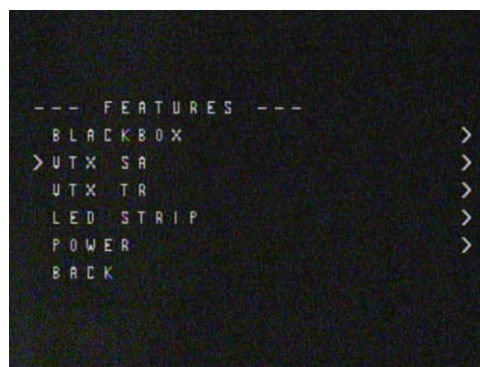 --- FEATURES ---
BLACKBOX >
>VTX SA >
VTX TR >
LED STRIP >
POWER >
BACK